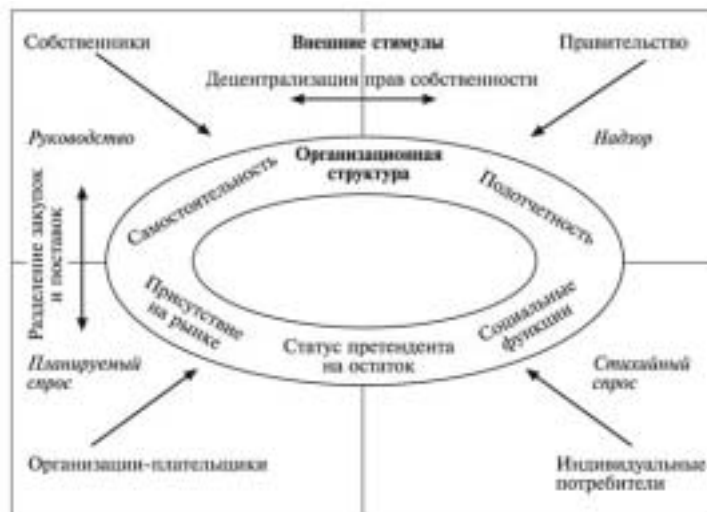 Собственники
Внешние стимулы
Правительство
Децентрализация прав собственности
Руководство
Надзор
Организационная
структура
Самостоятельность
Подотчетность
Разделение закупок
и поставок
Присутствие
на рынке
Статус претендента
на остаток
Социальные
функции
Планируемый
спрос
Стихийный
спрос
Организации-плательщики
Индивидуальные
потребители